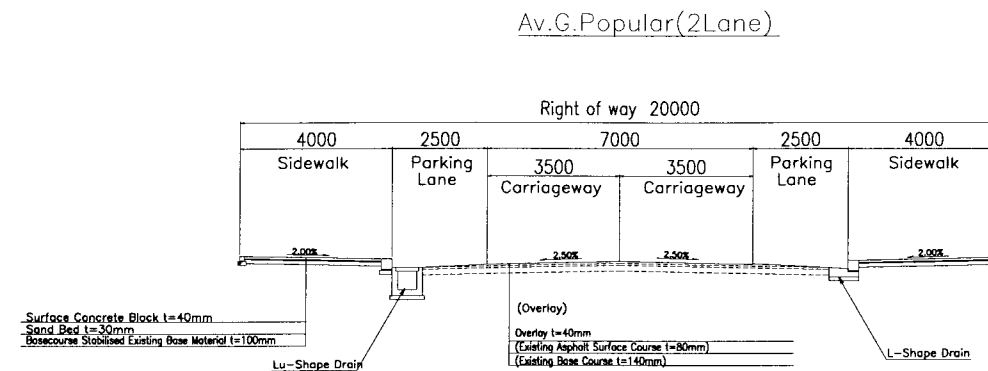 Av.G.Popular(2Lane)
Right of way 20000
4000 2500 7000 2500 4000
Sidewalk Parking Lane 3500 3500 Parking Lane Sidewalk
Carriageway Carriageway
2.00% 2.50% 2.50% 2.00%
(Overlay)
Surface Concrete Block t=40mm
Sand Bed t=30mm
Basecourse Stabilised Existing Base Material t=100mm
Lu-Shape Drain
Overlay t=40mm
(Existing Asphalt Surface Course t=80mm)
(Existing Base Course t=140mm)
L-Shape Drain